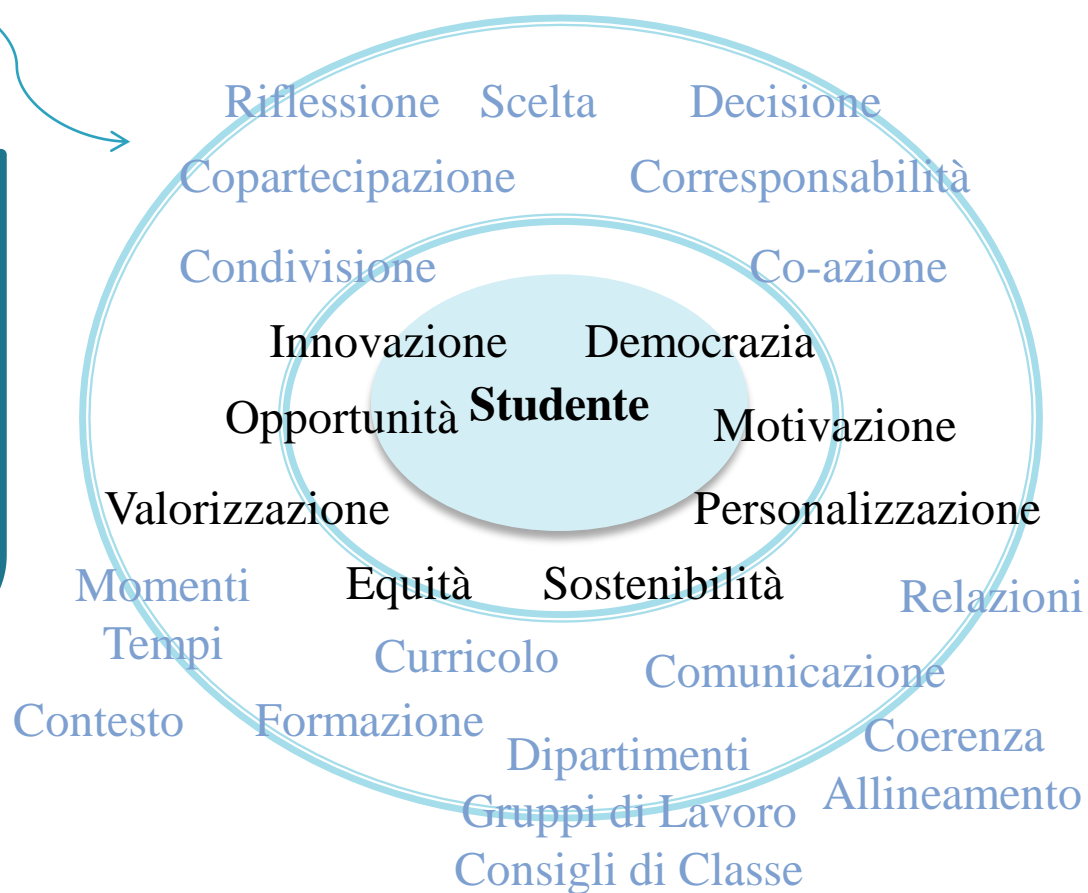 Riflessione Scelta Decisione
Copartecipazione Corresponsabilità
Condivisione Co-azione
Innovazione Democrazia
Opportunità Studente Motivazione
Valorizzazione Personalizzazione
Momenti Equità Sostenibilità Relazioni
Tempi Curricolo Comunicazione
Contesto Formazione Coerenza
Dipartimenti
Gruppi di Lavoro Allineamento
Consigli di Classe